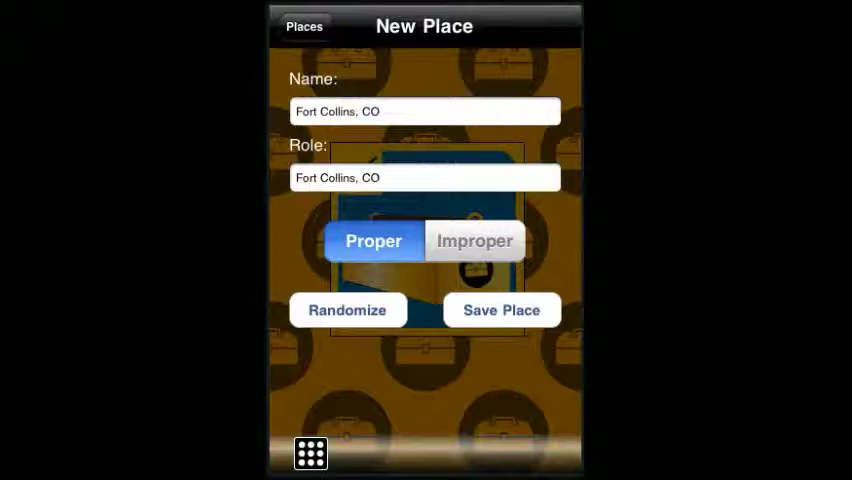 Places
New Place
Name:
Fort Collins, CO
Role:
Fort Collins, CO
Proper
Improper
Randomize
Save Place